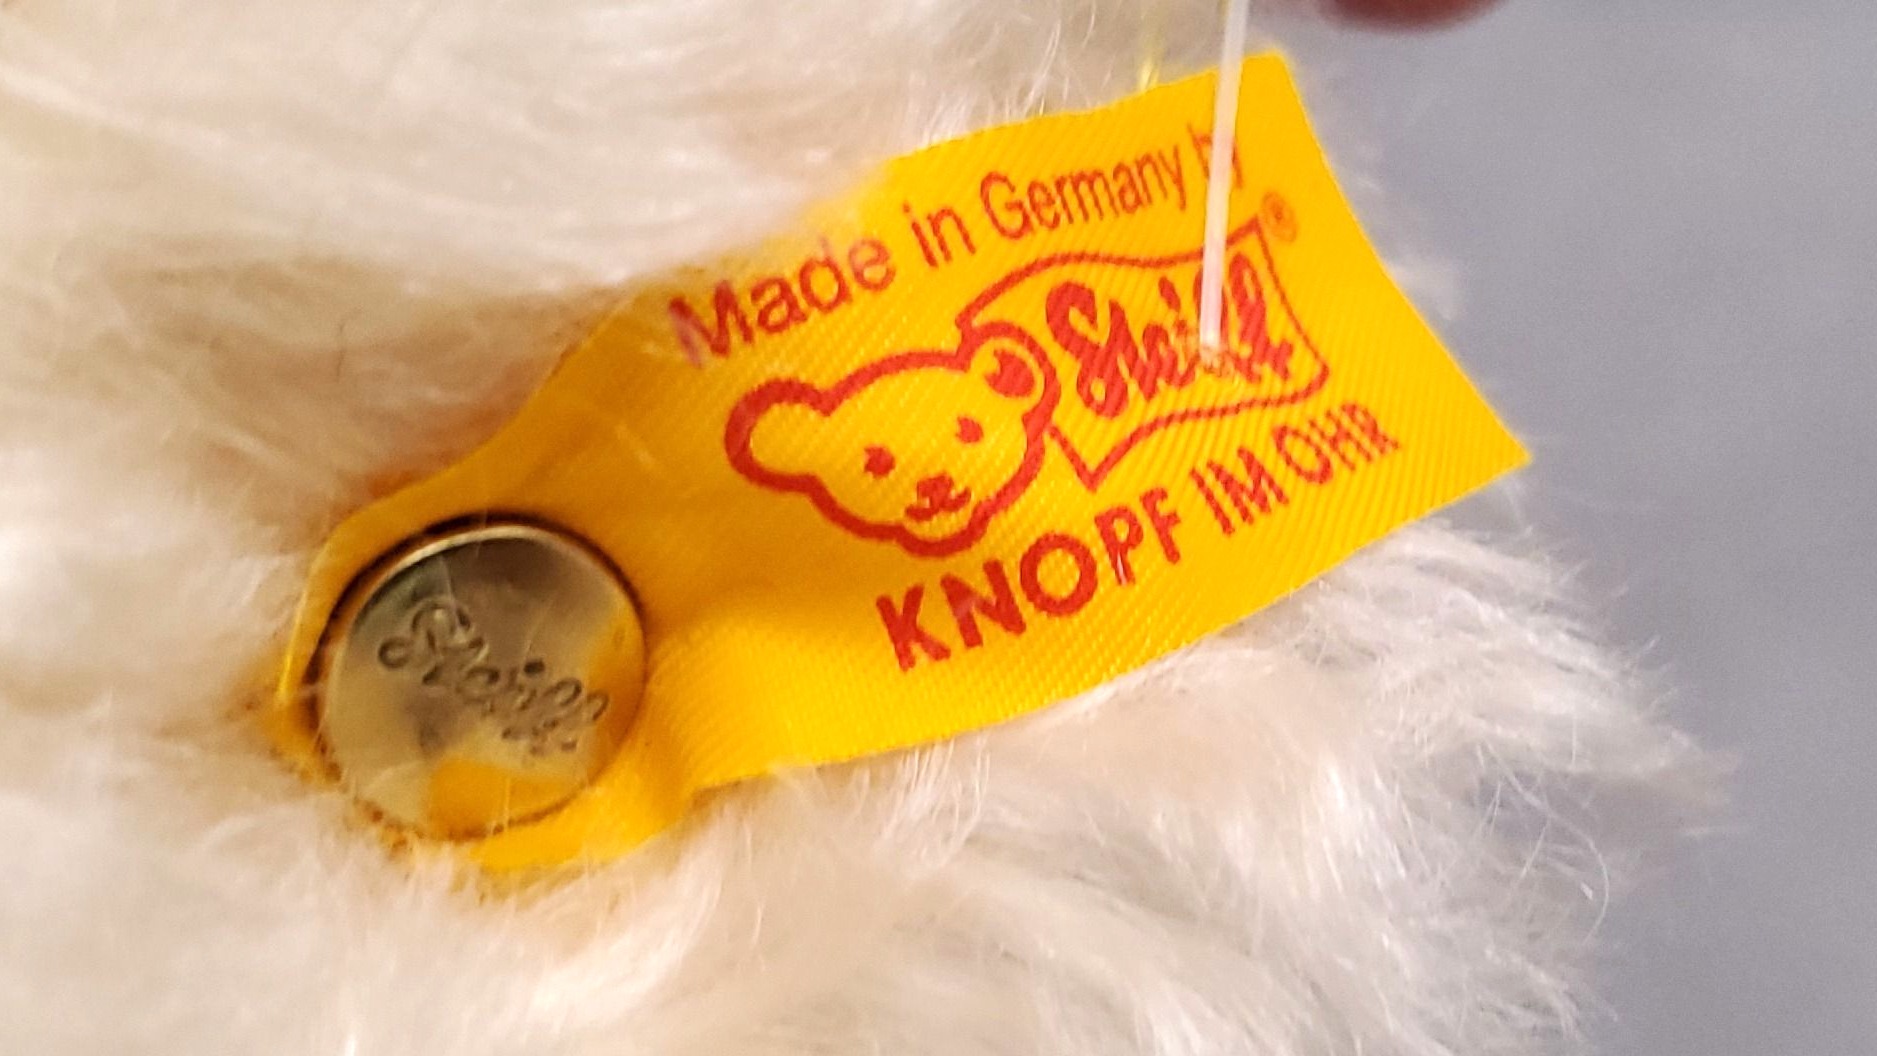 Made in Germany by
Steiff®
KNOPF IM OHR
Steiff